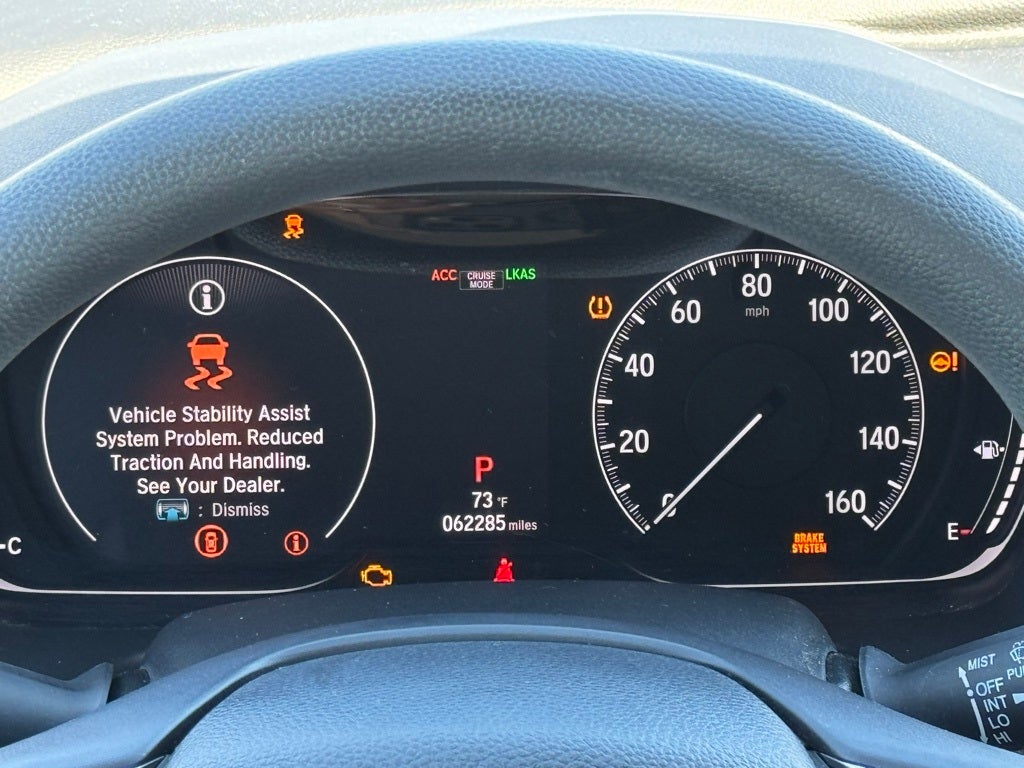 ACC CRUISE MODE LKAS
Vehicle Stability Assist
System Problem. Reduced
Traction And Handling.
See Your Dealer.
: Dismiss
C
P
73 °F
062285 miles
0
20
40
60
80
100
120
140
160
mph
BRAKE
SYSTEM
E
MIST
OFF
INT
LO
HI